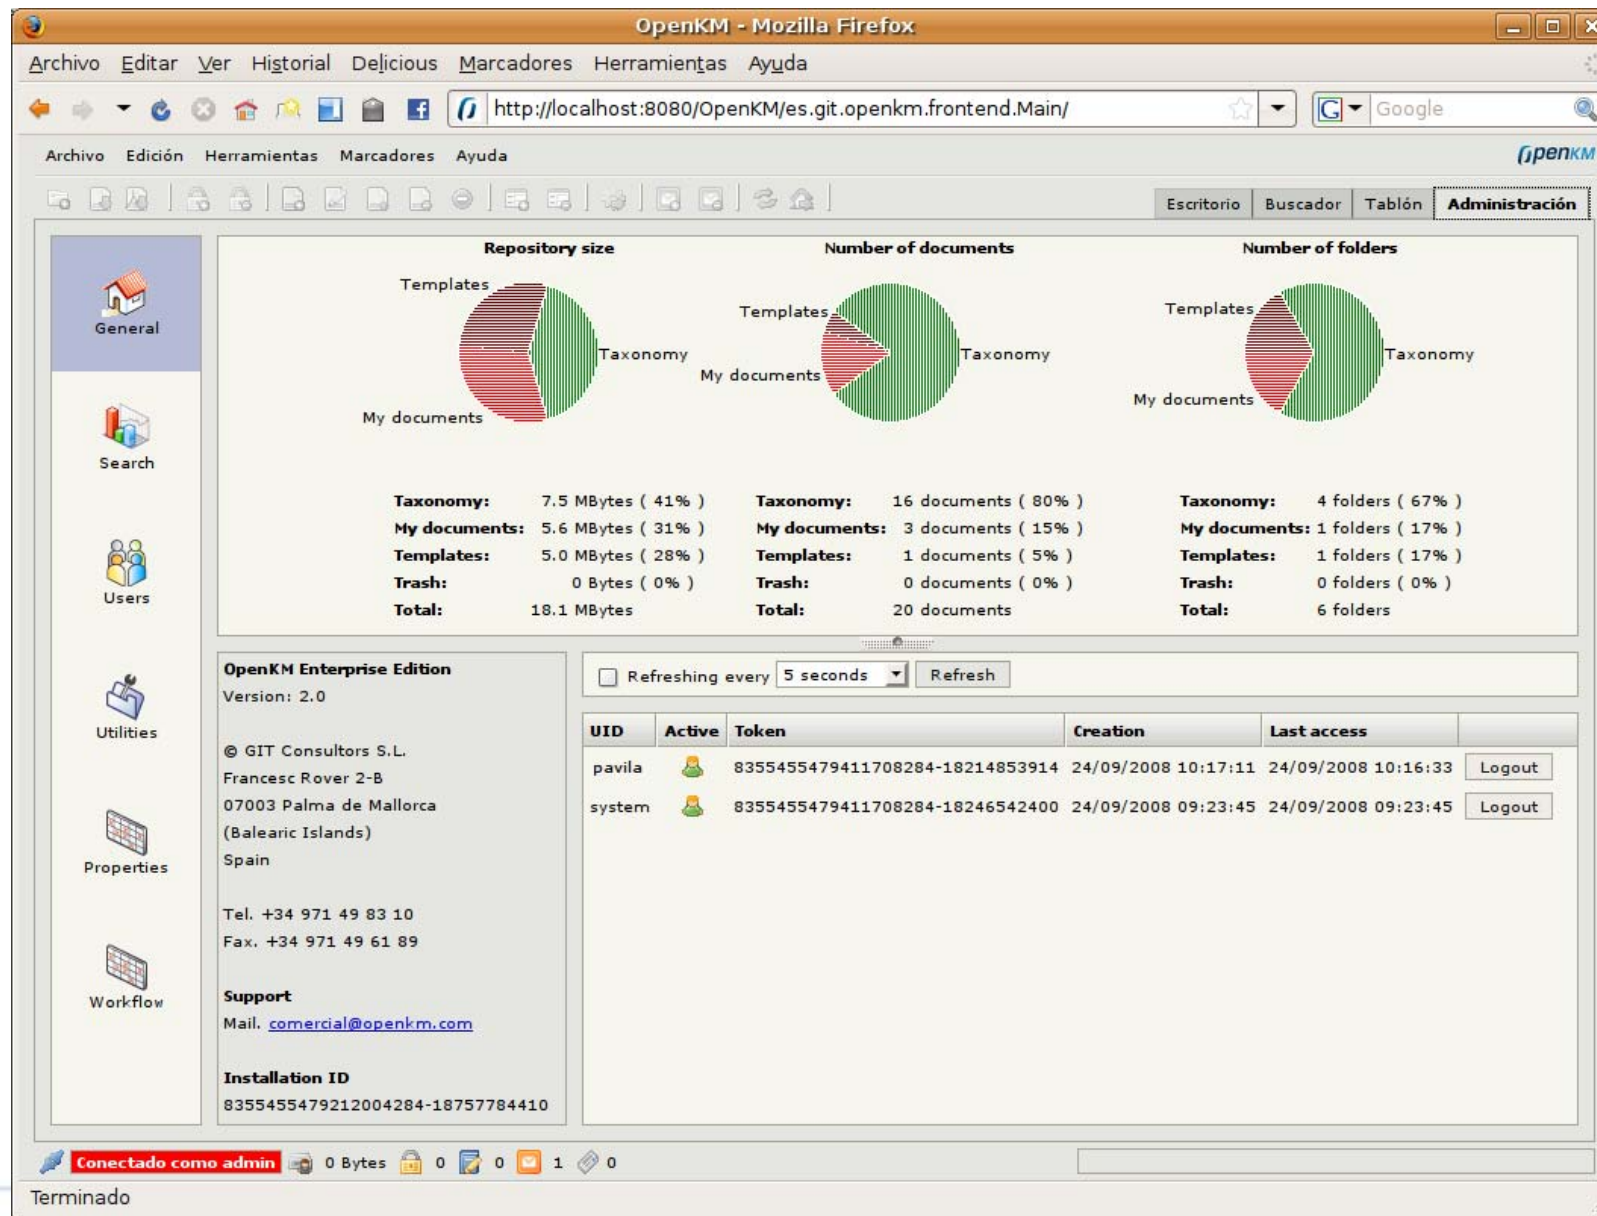 OpenKM - Mozilla Firefox
Archivo Editar Ver Historial Delicious Marcadores Herramientas Ayuda
http://localhost:8080/OpenKM/es.git.openkm.frontend.Main/ G Google
Archivo Edición Herramientas Marcadores Ayuda
OpenKM
Escritorio Buscador Tablón Administración
General
Search
Users
Utilities
Properties
Workflow
Repository size
Templates
Taxonomy
My documents
Taxonomy: 7.5 MBytes ( 41% )
My documents: 5.6 MBytes ( 31% )
Templates: 5.0 MBytes ( 28% )
Trash: 0 Bytes ( 0% )
Total: 18.1 MBytes
Number of documents
Templates
Taxonomy
My documents
Taxonomy: 16 documents ( 80% )
My documents: 3 documents ( 15% )
Templates: 1 documents ( 5% )
Trash: 0 documents ( 0% )
Total: 20 documents
Number of folders
Templates
Taxonomy
My documents
Taxonomy: 4 folders ( 67% )
My documents: 1 folders ( 17% )
Templates: 1 folders ( 17% )
Trash: 0 folders ( 0% )
Total: 6 folders
OpenKM Enterprise Edition
Version: 2.0
© GIT Consultors S.L.
Francesc Rover 2-B
07003 Palma de Mallorca
(Balearic Islands)
Spain
Tel. +34 971 49 83 10
Fax. +34 971 49 61 89
Support
Mail. comercial@openkm.com
Installation ID
8355455479212004284-18757784410
Refreshing every 5 seconds Refresh
UID Active Token Creation Last access
pavila 8355455479411708284-18214853914 24/09/2008 10:17:11 24/09/2008 10:16:33 Logout
system 8355455479411708284-18246542400 24/09/2008 09:23:45 24/09/2008 09:23:45 Logout
Conectado como admin 0 Bytes 0 0 1 0
Terminado